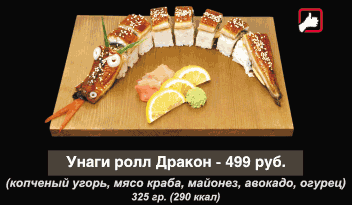 Унаги ролл Дракон - 499 руб.
(копченый угорь, мясо краба, майонез, авокадо, огурец)
325 гр. (290 ккал)